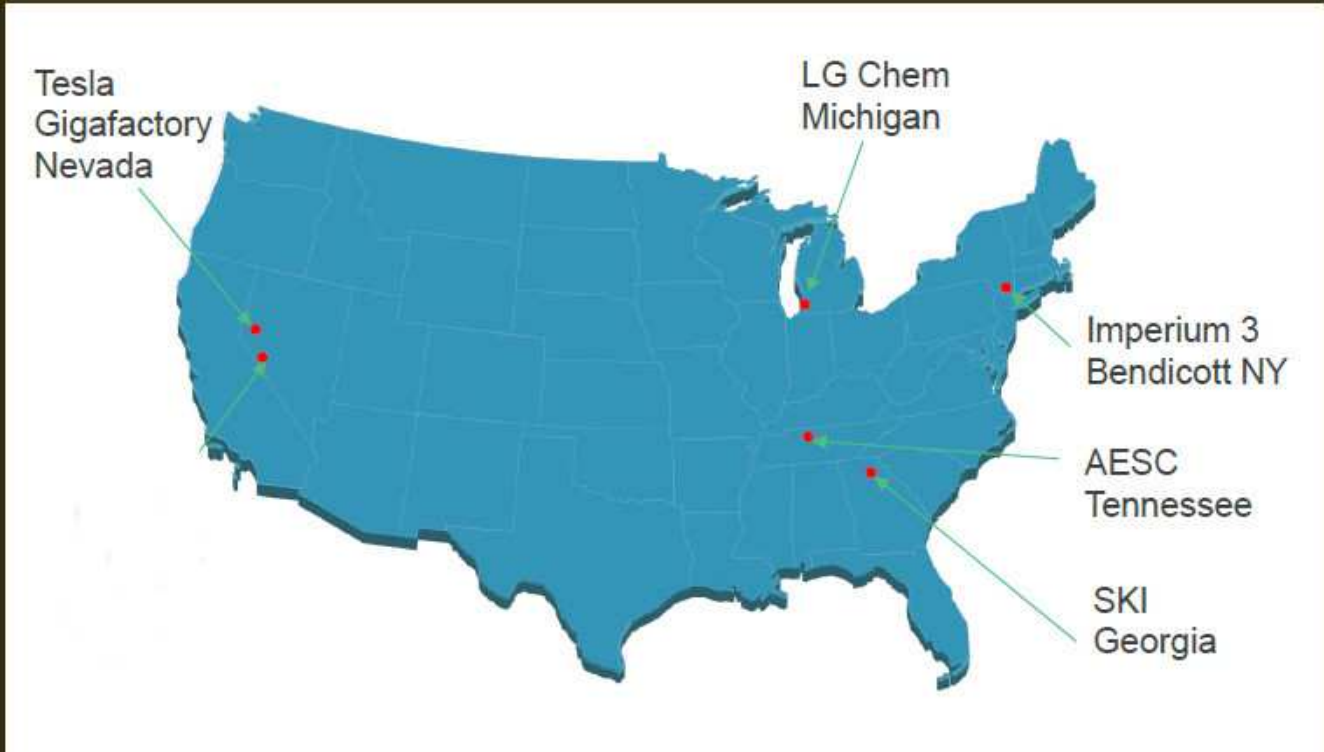 Tesla
Gigafactory
Nevada
LG Chem
Michigan
Imperium 3
Bendicott NY
AESC
Tennessee
SKI
Georgia